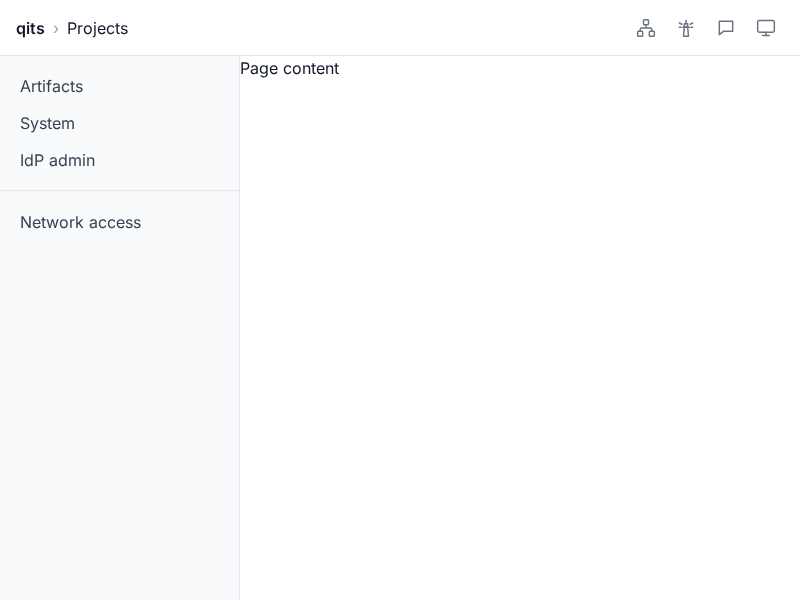 qits › Projects
Artifacts
System
IdP admin
Network access
Page content